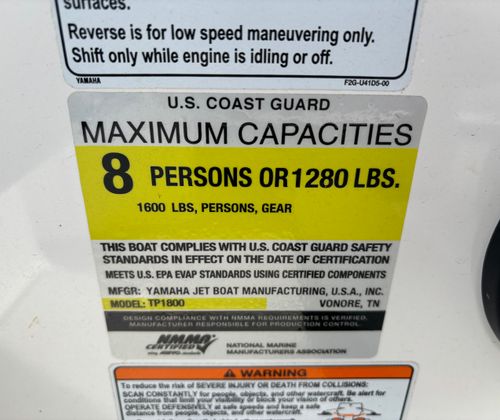 surfaces.
Reverse is for low speed maneuvering only.
Shift only while engine is idling or off.
YAMAHA F2G-U41D5-00
U.S. COAST GUARD
MAXIMUM CAPACITIES
8 PERSONS OR 1280 LBS.
1600 LBS, PERSONS, GEAR
THIS BOAT COMPLIES WITH U.S. COAST GUARD SAFETY
STANDARDS IN EFFECT ON THE DATE OF CERTIFICATION
MEETS U.S. EPA EVAP STANDARDS USING CERTIFIED COMPONENTS
MFGR: YAMAHA JET BOAT MANUFACTURING, U.S.A., INC.
MODEL: TP1800 VONORE, TN
DESIGN COMPLIANCE WITH NMMA REQUIREMENTS IS VERIFIED.
MANUFACTURER RESPONSIBLE FOR PRODUCTION CONTROL.
NMMA
CERTIFIED
NATIONAL MARINE
MANUFACTURERS ASSOCIATION
WARNING
To reduce the risk of SEVERE INJURY OR DEATH FROM COLLISIONS:
SCAN CONSTANTLY for people, objects, and other watercraft. Be alert for
conditions that limit your visibility or block your vision of others.
OPERATE DEFENSIVELY at safe speeds and keep a safe
distance from people, objects, and other watercraft.